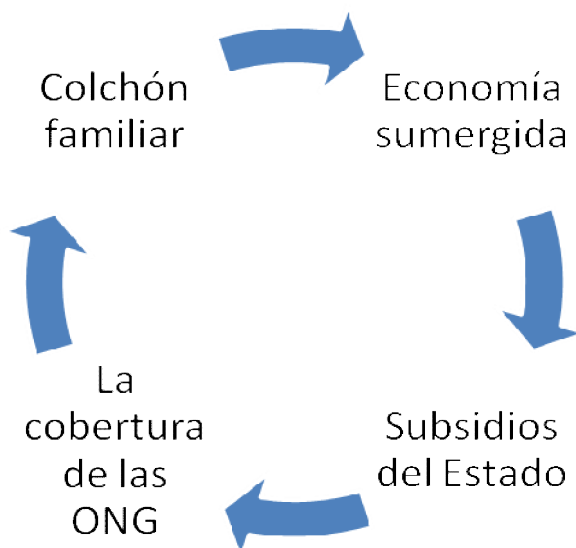 Colchón
familiar
Economía
sumergida
Subsidios
del Estado
La
cobertura
de las
ONG